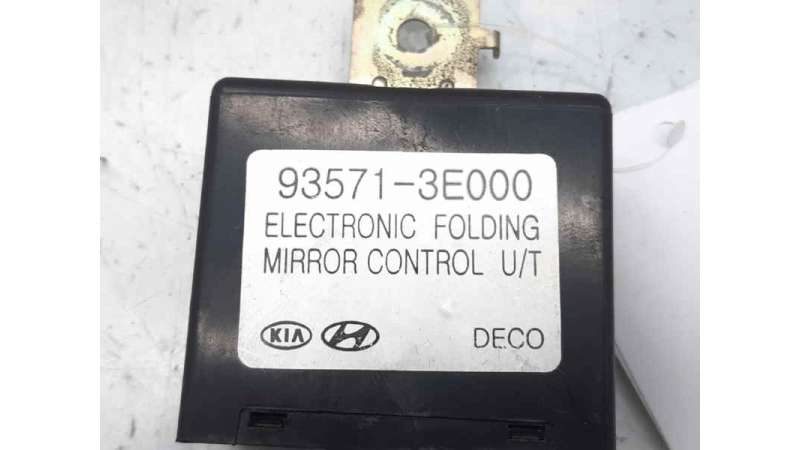 93571-3E000
ELECTRONIC FOLDING
MIRROR CONTROL U/T
KIA DECO